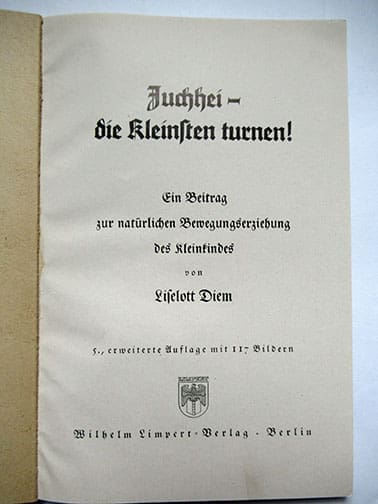 Juchhei –
die Kleinſten turnen!
Ein Beitrag
zur natürlichen Bewegungserziehung
des Kleinkindes
von
Liſelott Diem
5., erweiterte Auflage mit 117 Bildern
Wilhelm Limpert-Verlag · Berlin